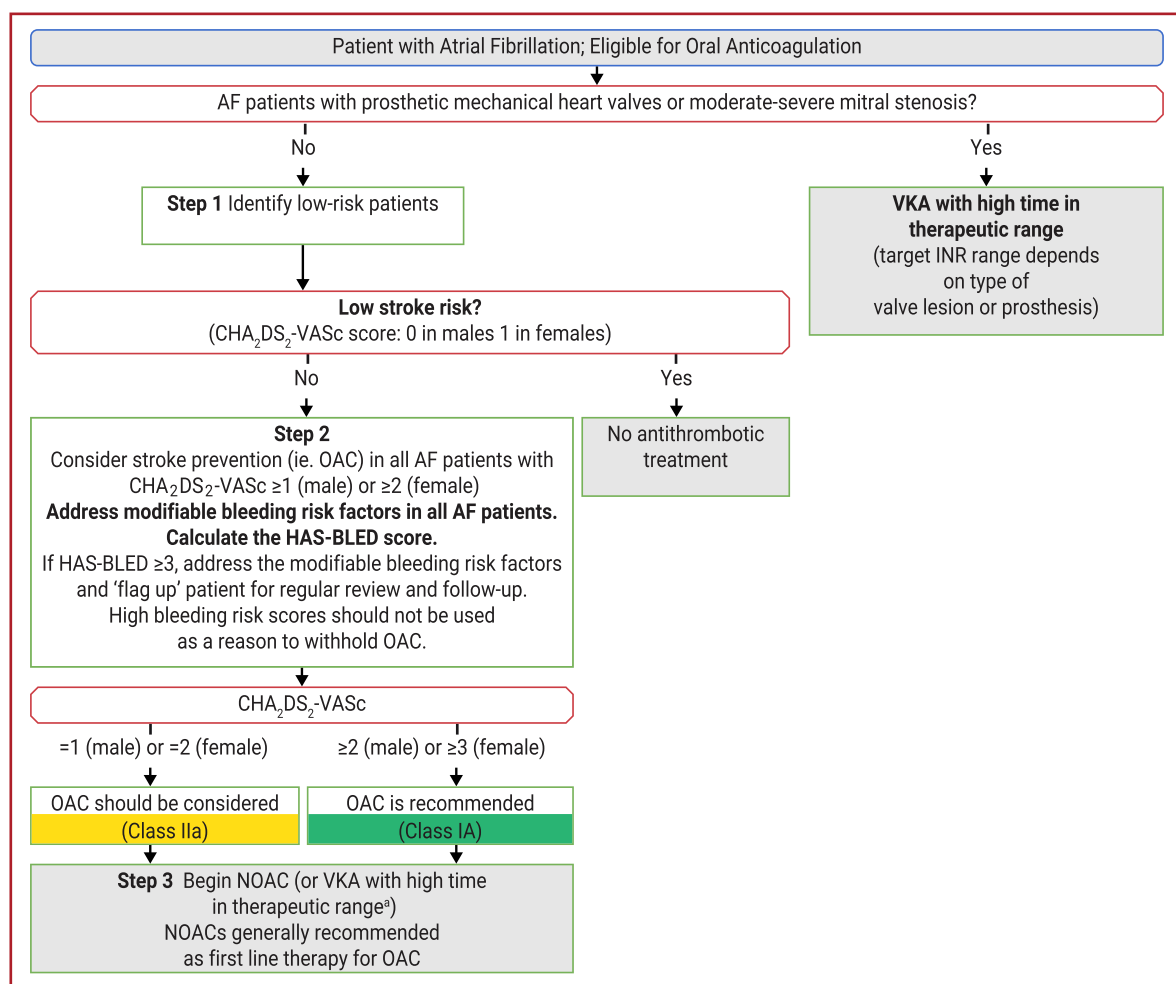 Patient with Atrial Fibrillation; Eligible for Oral Anticoagulation
AF patients with prosthetic mechanical heart valves or moderate-severe mitral stenosis?
No
Yes
Step 1 Identify low-risk patients
VKA with high time in
therapeutic range
(target INR range depends
on type of
valve lesion or prosthesis)
Low stroke risk?
(CHA₂DS₂-VASc score: 0 in males 1 in females)
No
Yes
Step 2
Consider stroke prevention (ie. OAC) in all AF patients with
CHA₂DS₂-VASc ≥1 (male) or ≥2 (female)
Address modifiable bleeding risk factors in all AF patients.
Calculate the HAS-BLED score.
If HAS-BLED ≥3, address the modifiable bleeding risk factors
and ‘flag up’ patient for regular review and follow-up.
High bleeding risk scores should not be used
as a reason to withhold OAC.
No antithrombotic
treatment
CHA₂DS₂-VASc
=1 (male) or =2 (female)
≥2 (male) or ≥3 (female)
OAC should be considered
(Class IIa)
OAC is recommended
(Class IA)
Step 3 Begin NOAC (or VKA with high time
in therapeutic rangeᵃ)
NOACs generally recommended
as first line therapy for OAC